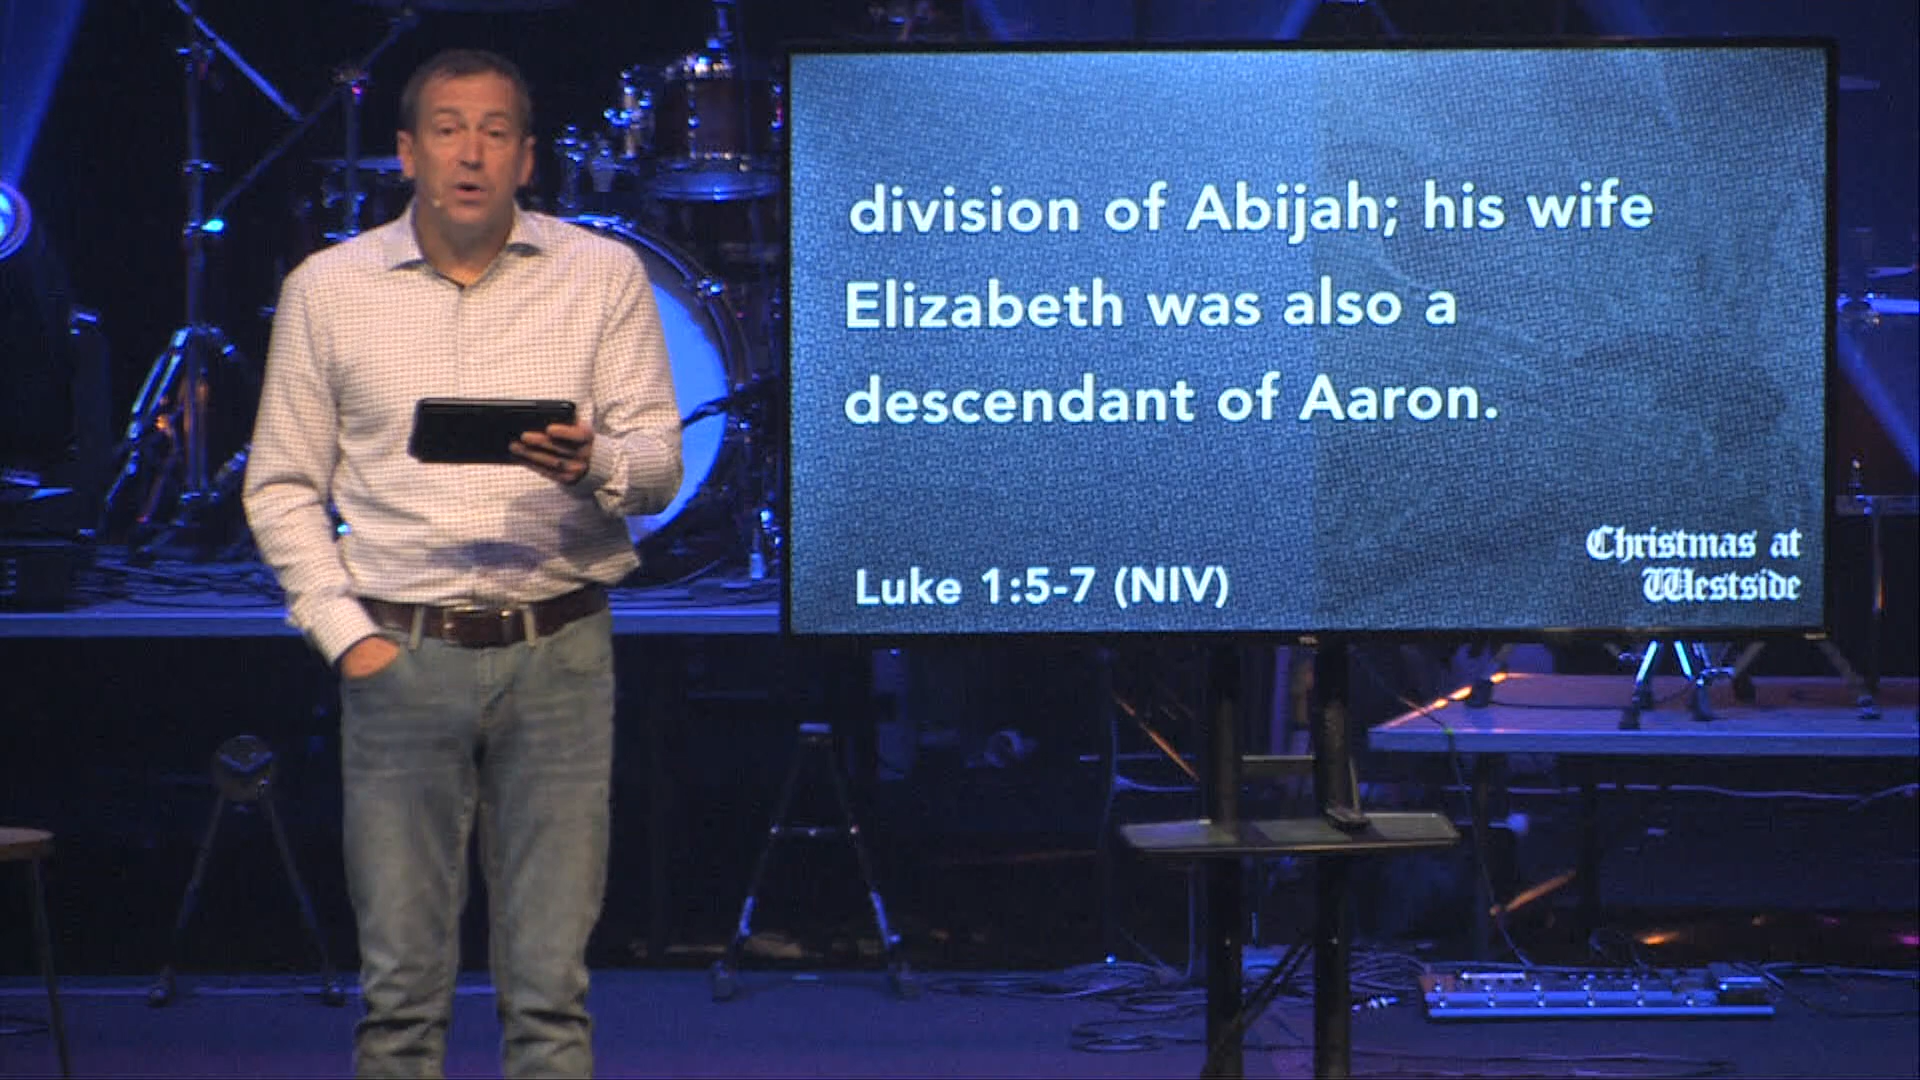 division of Abijah; his wife
Elizabeth was also a
descendant of Aaron.
Luke 1:5-7 (NIV)
Christmas at
Westside